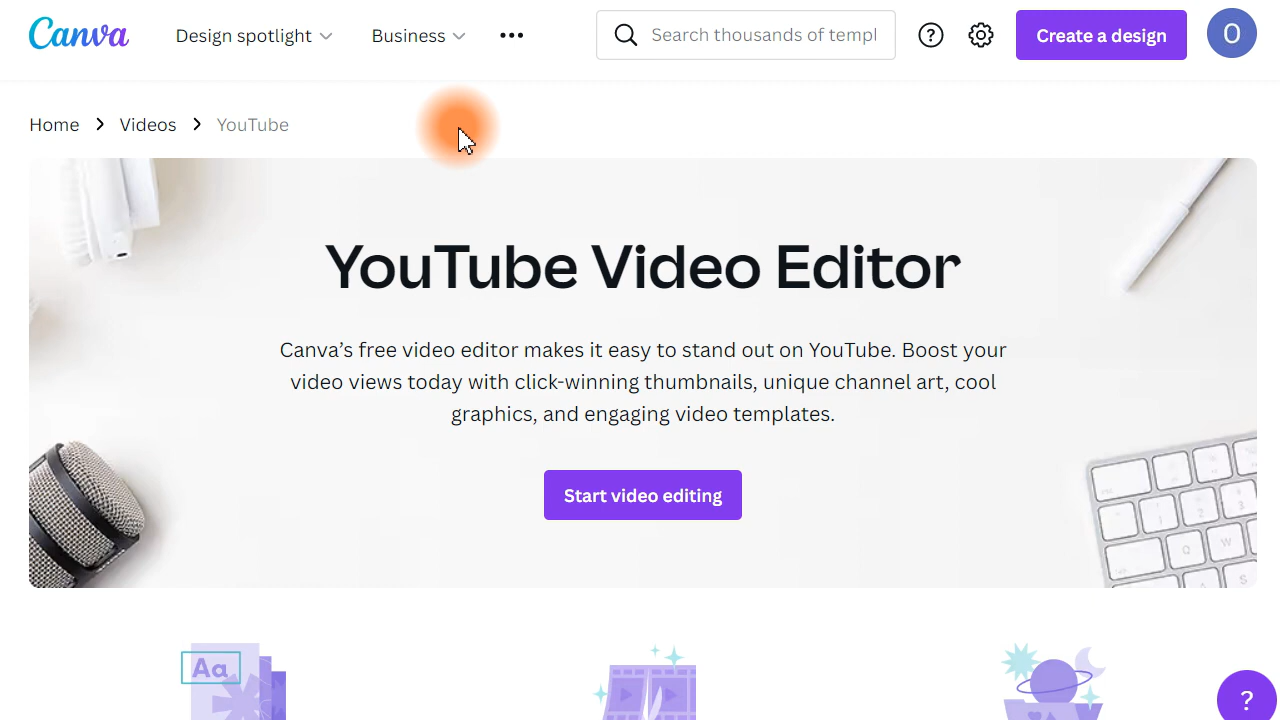 Canva
Design spotlight
Business
Search thousands of templ
Create a design
O
Home
Videos
YouTube
YouTube Video Editor
Canva’s free video editor makes it easy to stand out on YouTube. Boost your
video views today with click-winning thumbnails, unique channel art, cool
graphics, and engaging video templates.
Start video editing
Q
W
S
Aa
?